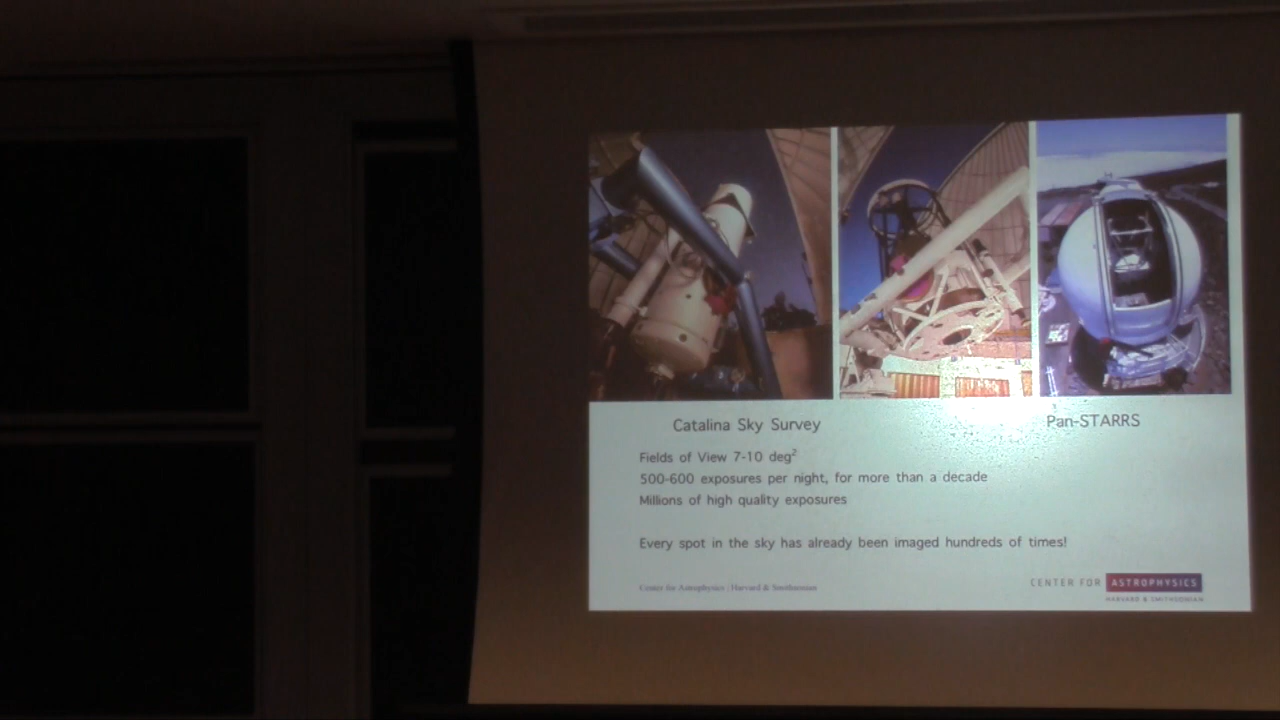 Catalina Sky Survey
Pan-STARRS
Fields of View 7-10 deg²
500-600 exposures per night, for more than a decade
Millions of high quality exposures
Every spot in the sky has already been imaged hundreds of times!
Center for Astrophysics | Harvard & Smithsonian
CENTER FOR ASTROPHYSICS
HARVARD & SMITHSONIAN